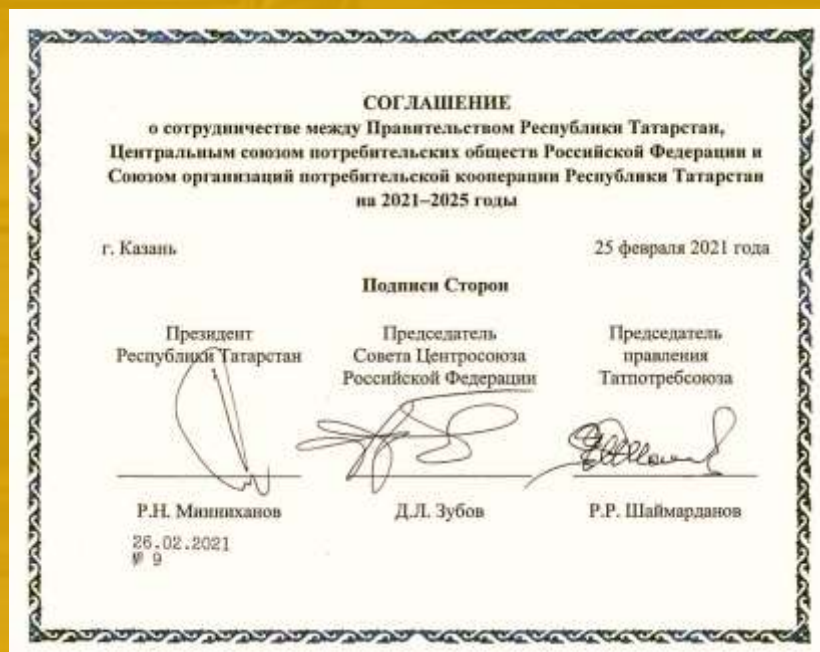 СОГЛАШЕНИЕ
о сотрудничестве между Правительством Республики Татарстан,
Центральным союзом потребительских обществ Российской Федерации и
Союзом организаций потребительской кооперации Республики Татарстан
на 2021–2025 годы
г. Казань 25 февраля 2021 года
Подписи Сторон
Президент
Республики Татарстан
Председатель
Совета Центросоюза
Российской Федерации
Председатель
правления
Татпотребсоюза
Р.Н. Минниханов Д.Л. Зубов Р.Р. Шаймарданов
26.02.2021
№ 9